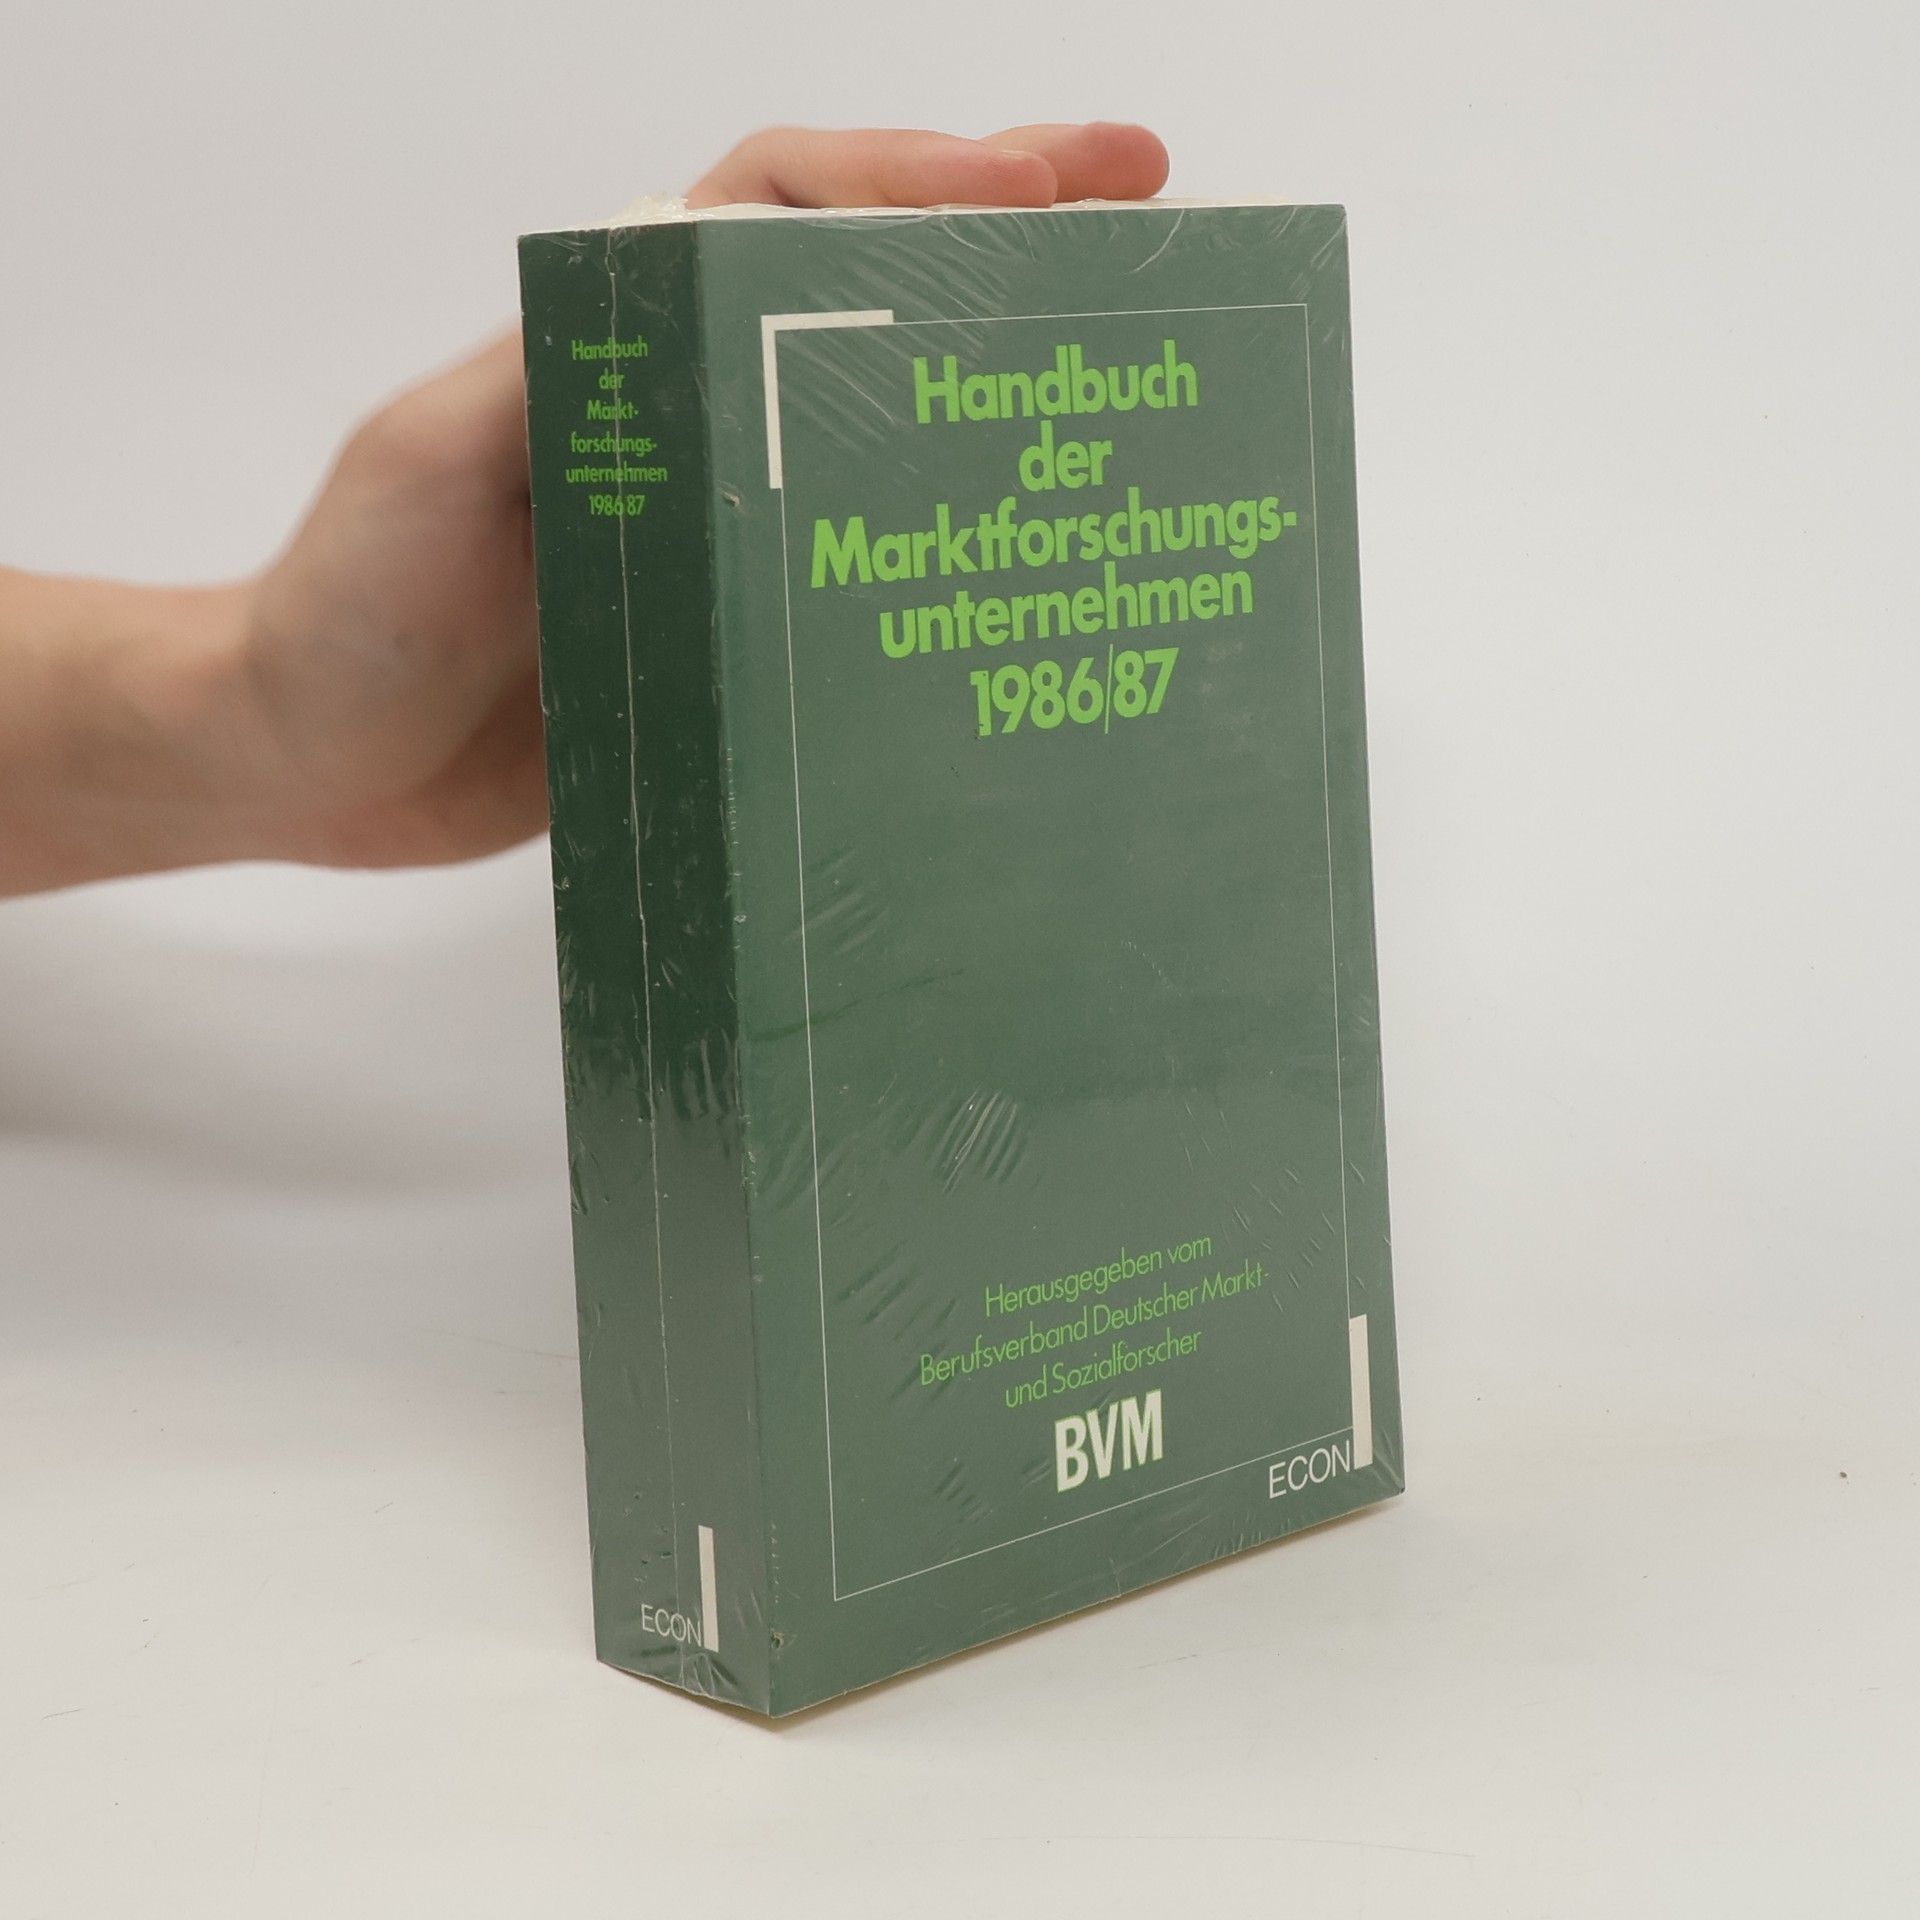 Handbuch
der
Markt-
forschungs-
unternehmen
1986/87
ECON
Handbuch
der
Marktforschungs-
unternehmen
1986/87
Herausgegeben vom
Berufsverband Deutscher Markt-
und Sozialforscher
BVM
ECON